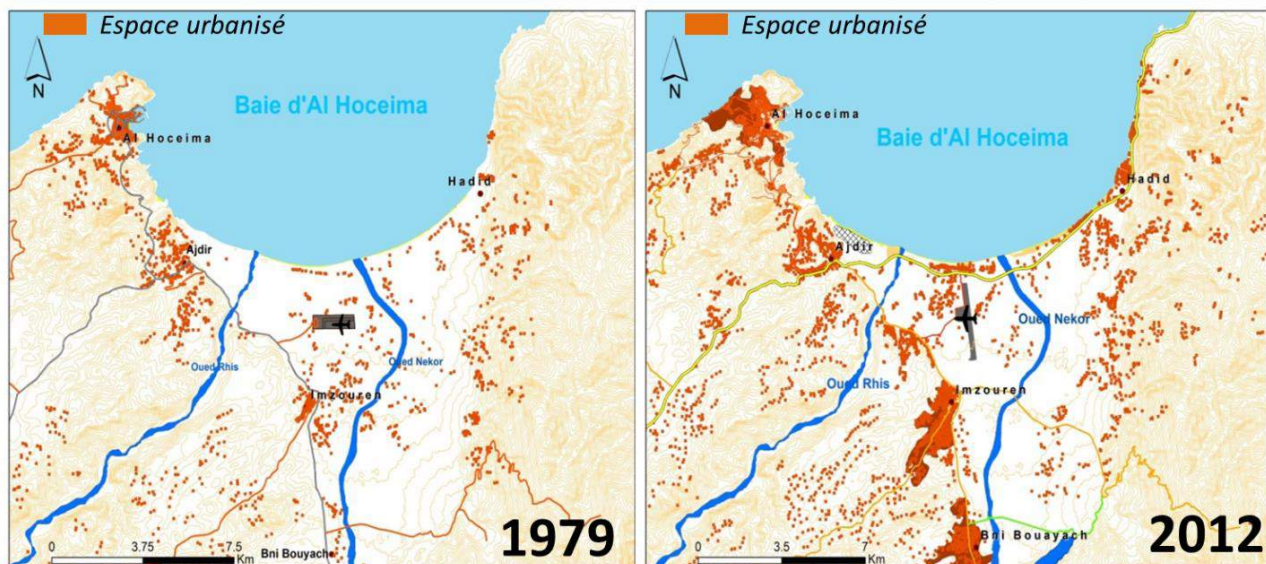 Espace urbanisé
N
Baie d'Al Hoceima
Al Hoceima
Hadid
Ajdir
Oued Rhis
Oued Nekor
Imzouren
Bni Bouyach
0 3.75 7.5
Km
1979
Espace urbanisé
N
Al Hoceima
Baie d'Al Hoceima
Hadid
Ajdir
Oued Nekor
Oued Rhis
Imzouren
Bni Bouayach
0 3.5 7
Km
2012